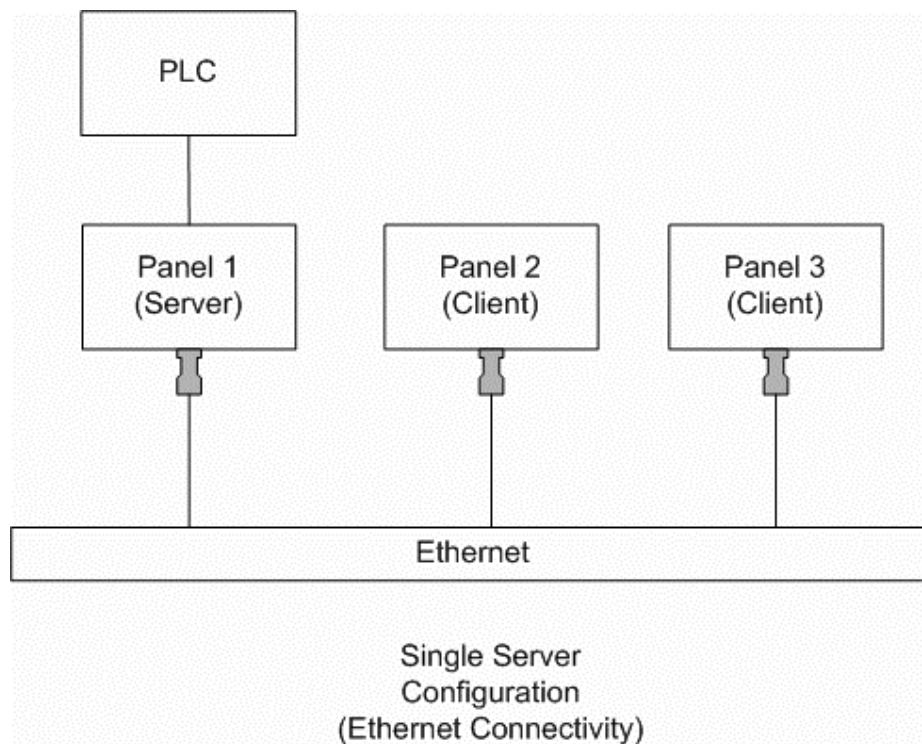 PLC
Panel 1
(Server)
Panel 2
(Client)
Panel 3
(Client)
Ethernet
Single Server
Configuration
(Ethernet Connectivity)